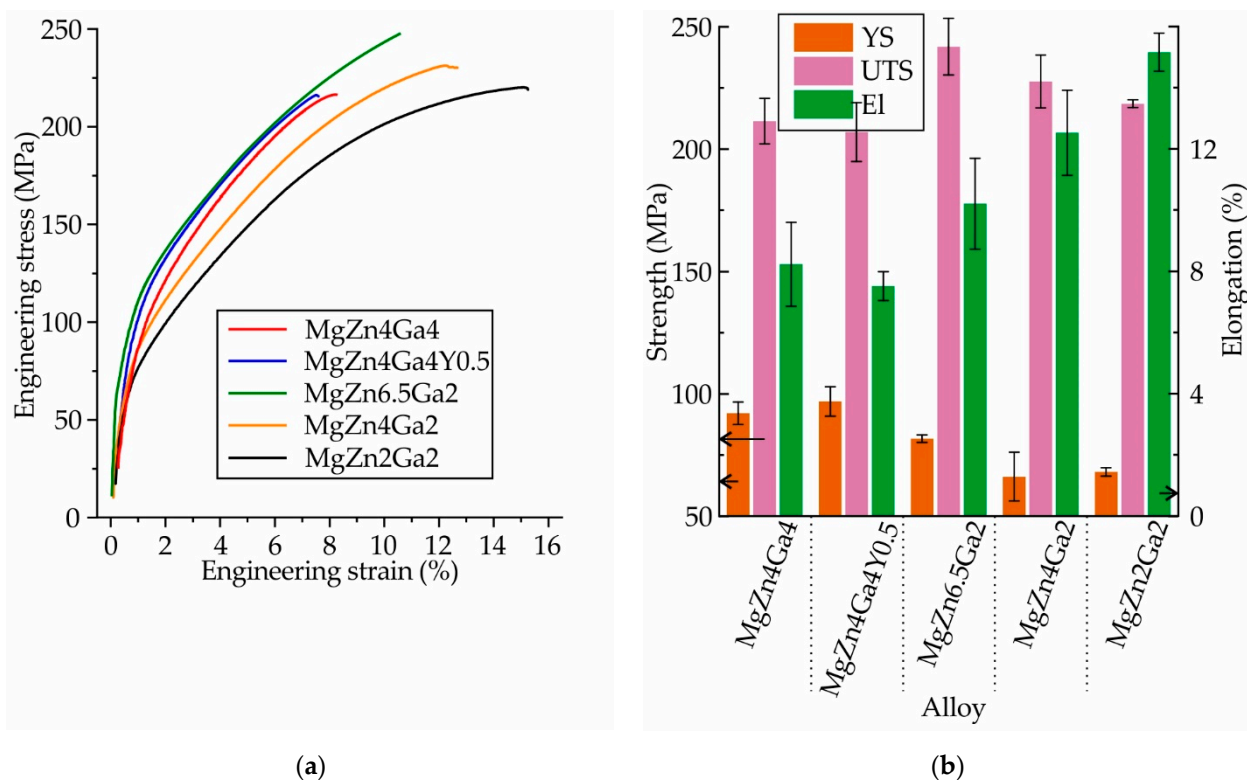 250
200
150
100
50
0
Engineering stress (MPa)
MgZn4Ga4
MgZn4Ga4Y0.5
MgZn6.5Ga2
MgZn4Ga2
MgZn2Ga2
0 2 4 6 8 10 12 14 16
Engineering strain (%)
(a)
YS
UTS
El
250
200
150
100
50
Strength (MPa)
12
8
4
0
Elongation (%)
MgZn4Ga4
MgZn4Ga4Y0.5
MgZn6.5Ga2
MgZn4Ga2
MgZn2Ga2
Alloy
(b)